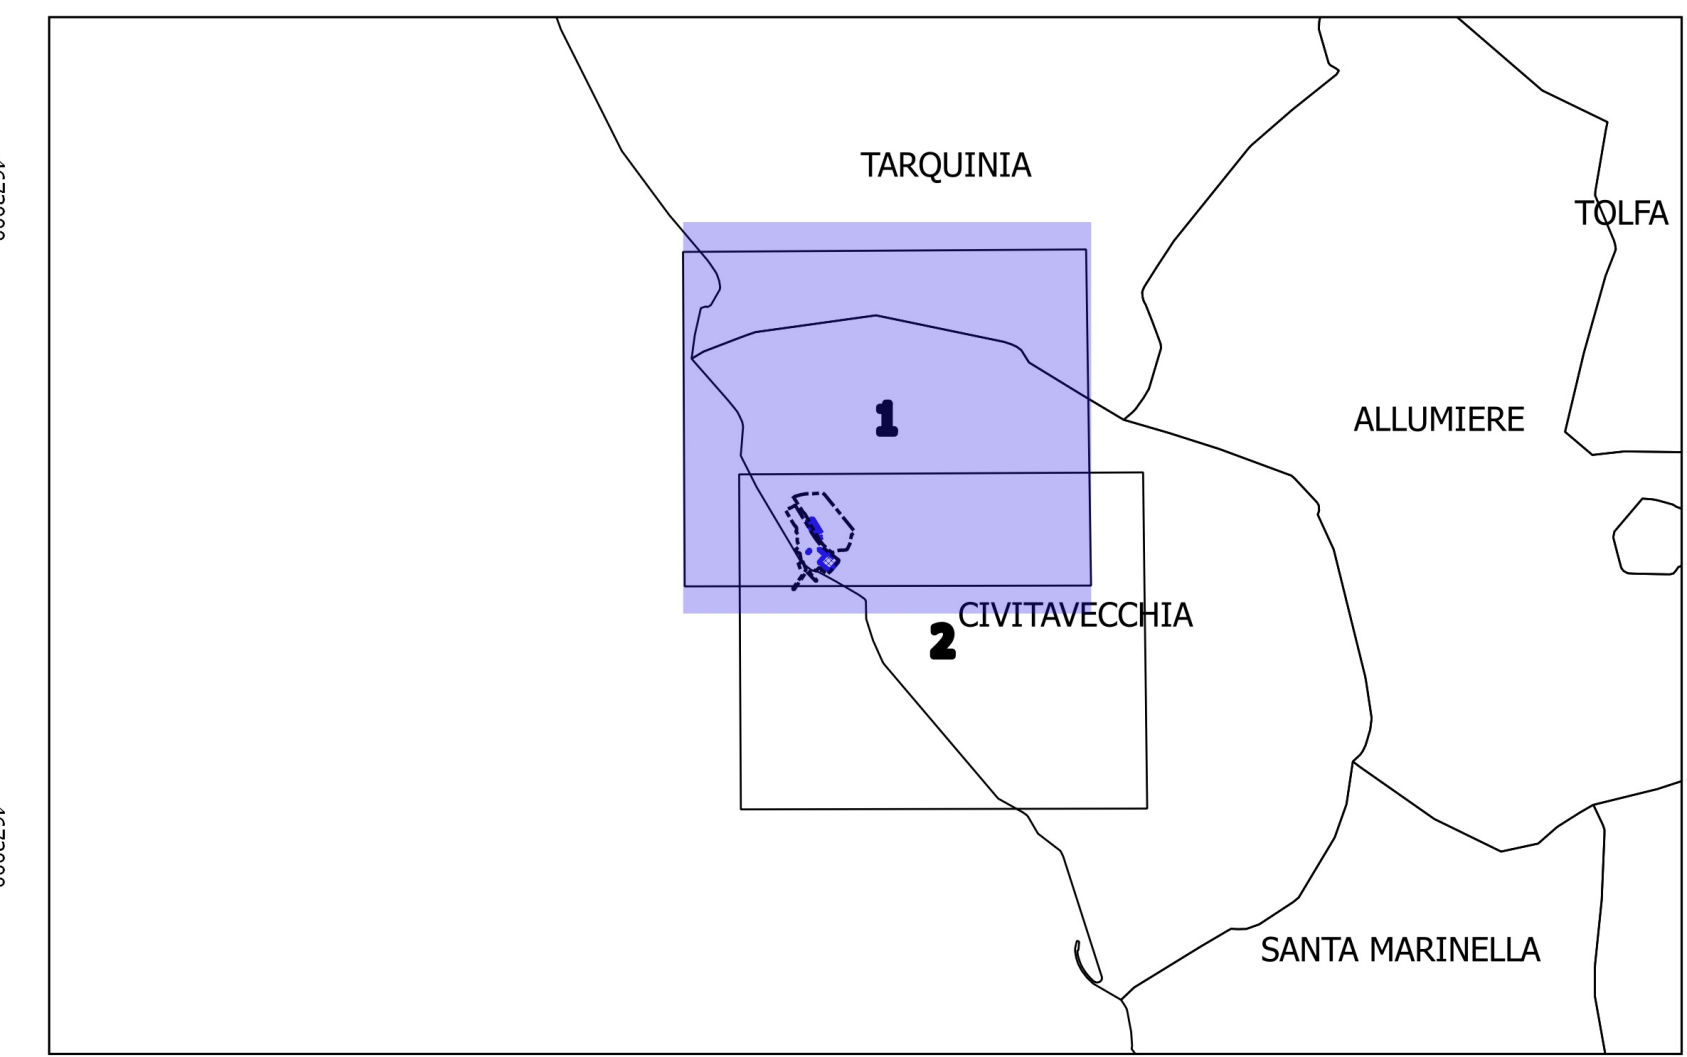 TARQUINIA
TOLFA
1
ALLUMIERE
CIVITAVECCHIA
2
SANTA MARINELLA